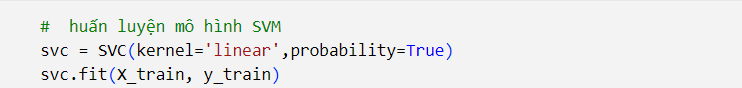 # huấn luyện mô hình SVM
svc = SVC(kernel='linear',probability=True)
svc.fit(X_train, y_train)